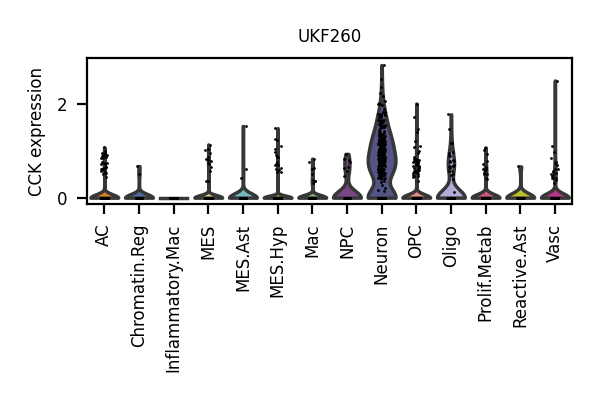 UKF260
CCK expression
2
0
AC
Chromatin.Reg
Inflammatory.Mac
MES
MES.Ast
MES.Hyp
Mac
NPC
Neuron
OPC
Oligo
Prolif.Metab
Reactive.Ast
Vasc